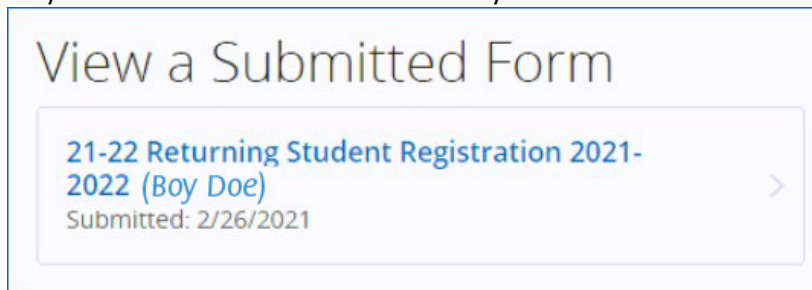 View a Submitted Form
21-22 Returning Student Registration 2021-
2022 (Boy Doe)
Submitted: 2/26/2021